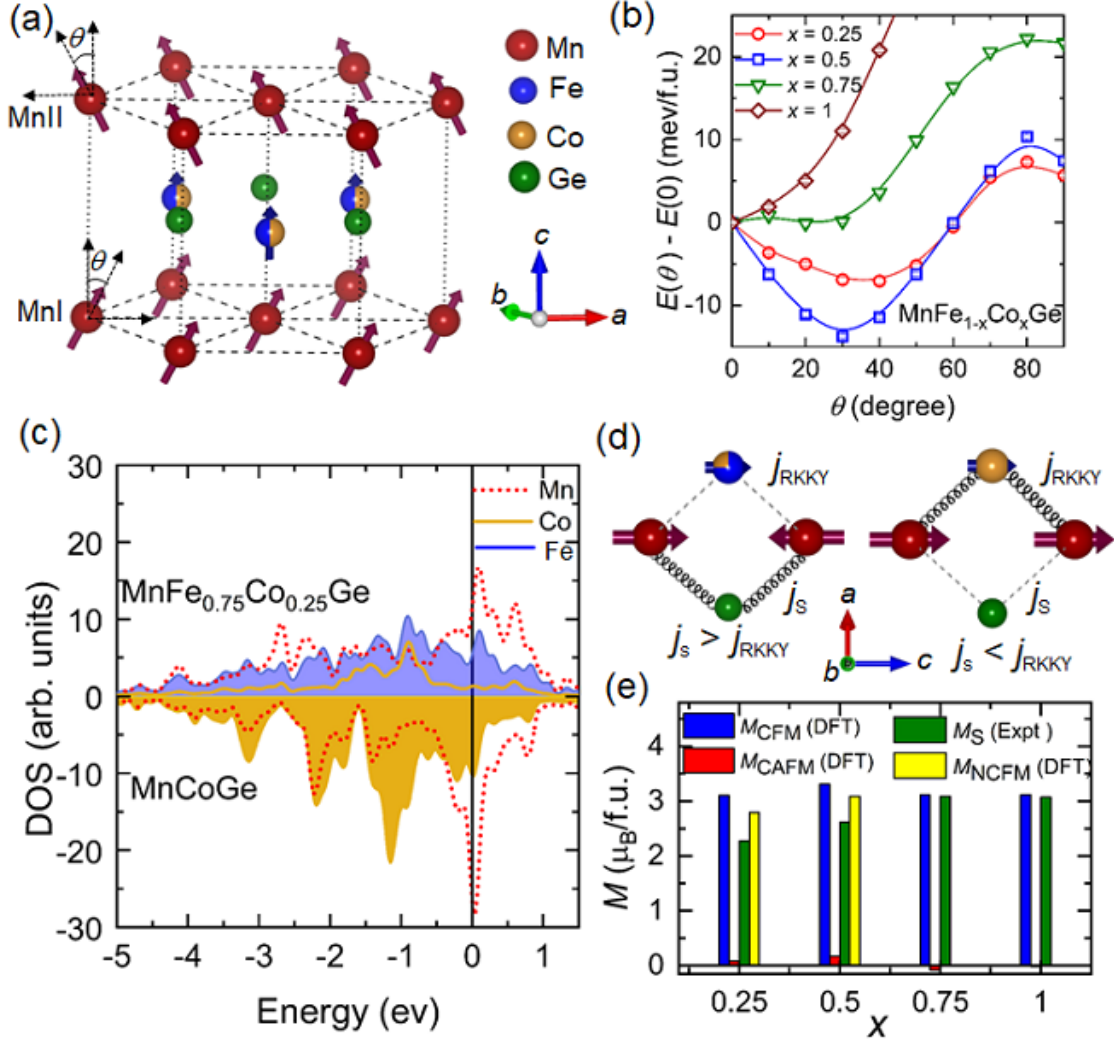 (a)
θ
MnII
θ
MnI
Mn
Fe
Co
Ge
c
b
a
(b)
E(θ) - E(0) (mev/f.u.)
20
10
0
-10
x = 0.25
x = 0.5
x = 0.75
x = 1
MnFe1-xCoxGe
0 20 40 60 80
θ (degree)
(c)
DOS (arb. units)
30
20
10
0
-10
-20
-30
Mn
Co
Fe
MnFe0.75Co0.25Ge
MnCoGe
-5 -4 -3 -2 -1 0 1
Energy (ev)
(d)
jRKKY
jS
js > jRKKY
jRKKY
jS
js < jRKKY
a
b
c
(e)
M (μB/f.u.)
4
3
2
1
0
MCFM (DFT)
MCAFM (DFT)
MS (Expt )
MNCFM (DFT)
0.25 0.5 0.75 1
x